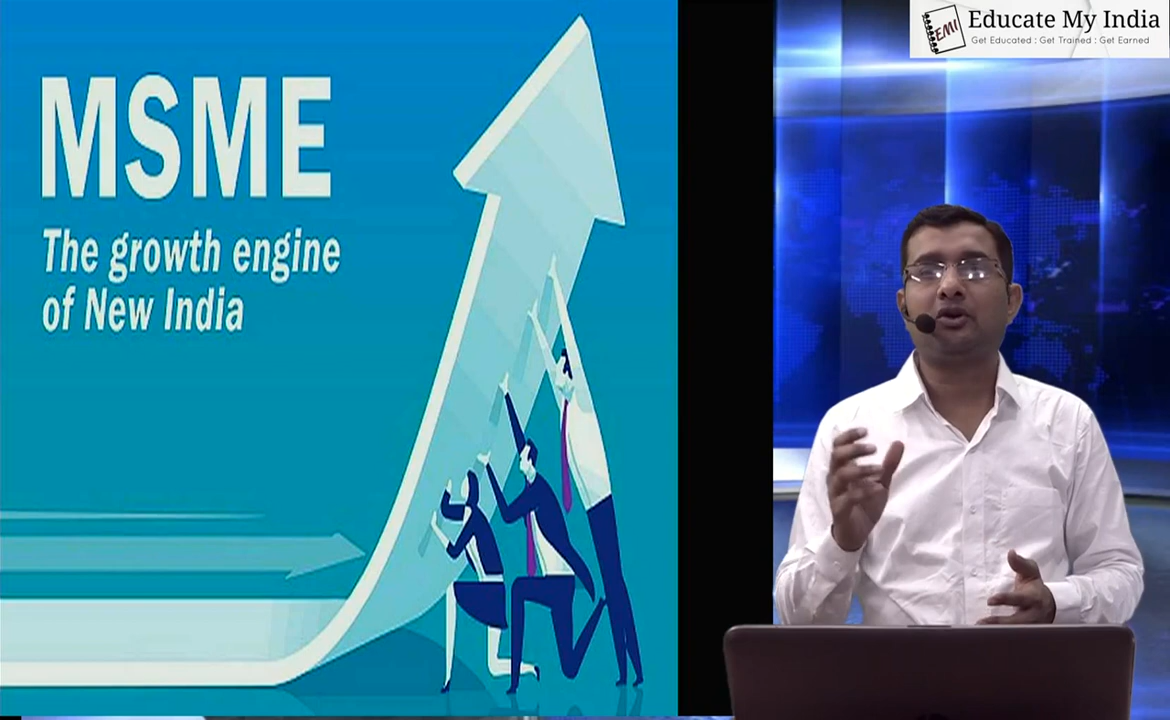 MSME
The growth engine
of New India
EMI
Educate My India
Get Educated : Get Trained : Get Earned